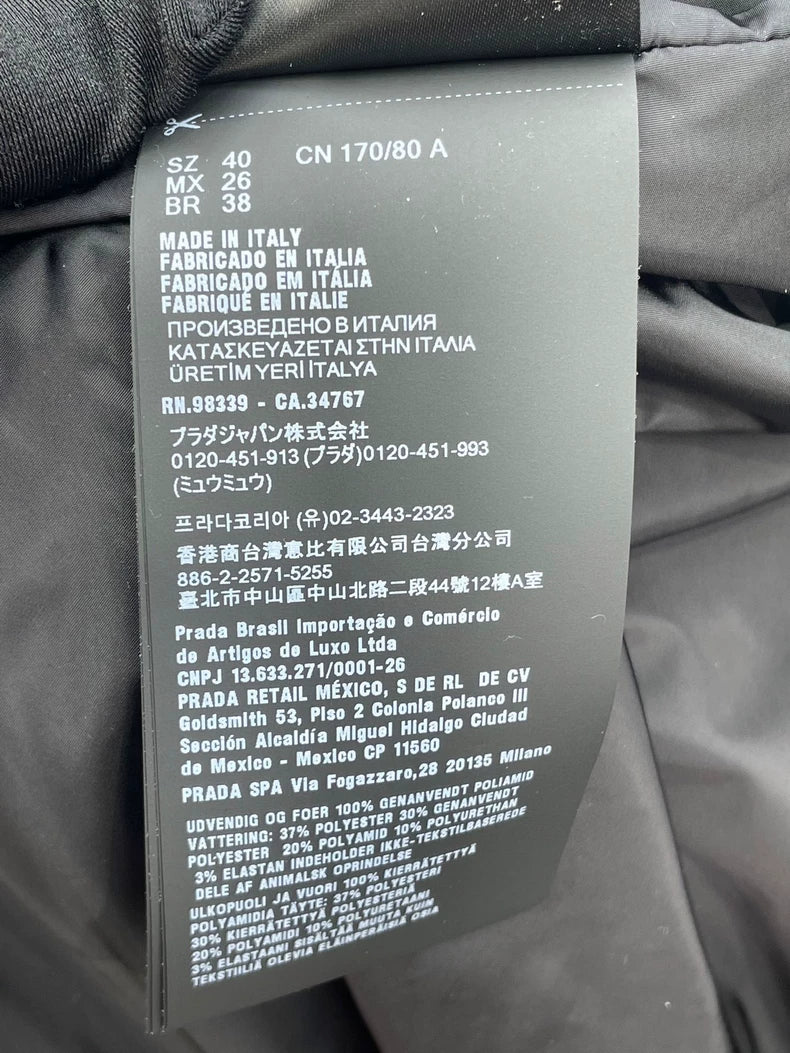 SZ 40 CN 170/80 A
MX 26
BR 38
MADE IN ITALY
FABRICADO EN ITALIA
FABRICADO EM ITÁLIA
FABRIQUÉ EN ITALIE
ПРОИЗВЕДЕНО В ИТАЛИЯ
ΚΑΤΑΣΚΕΥΑΖΕΤΑΙ ΣΤΗΝ ΙΤΑΛΙΑ
ÜRETİM YERİ İTALYA
RN.98339 - CA.34767
プラダジャパン株式会社
0120-451-913 (プラダ)0120-451-993
(ミュウミュウ)
프라다코리아 (유)02-3443-2323
香港商台灣意比有限公司台灣分公司
886-2-2571-5255
臺北市中山區中山北路二段44號12樓A室
Prada Brasil Importação e Comércio
de Artigos de Luxo Ltda
CNPJ 13.633.271/0001-26
PRADA RETAIL MÉXICO, S DE RL DE CV
Goldsmith 53, Piso 2 Colonia Polanco III
Sección Alcaldía Miguel Hidalgo Ciudad
de Mexico - Mexico CP 11560
PRADA SPA Via Fogazzaro,28 20135 Milano
UDVENDIG OG FOER 100% GENANVENDT POLIAMID
VATTERING: 37% POLYESTER 30% GENANVENDT
POLYESTER 20% POLYAMID 10% POLYURETHAN
3% ELASTAN INDEHOLDER IKKE-TEKSTILBASEREDE
DELE AF ANIMALSK OPRINDELSE
ULKOPUOLI JA VUORI 100% KIERRÄTETTYÄ
POLYAMIDIA TÄYTE: 37% POLYESTERI
30% KIERRÄTETTYÄ POLYESTERIÄ
20% POLYAMIDI 10% POLYURETAANI
3% ELASTAANI SISÄLTÄÄ MUUTA KUIN
TEKSTIILIÄ OLEVIA ELÄINPERÄISIÄ OSIA